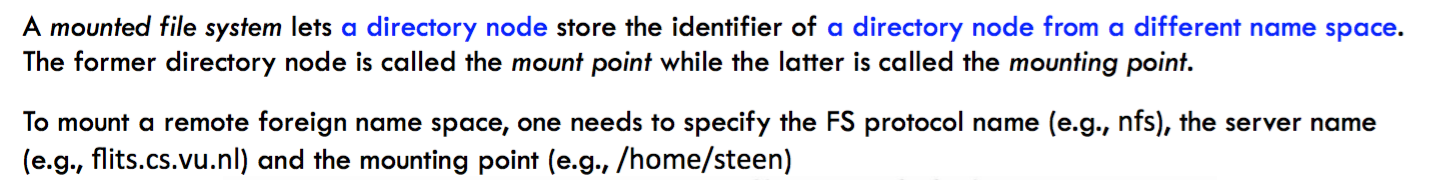 A mounted file system lets a directory node store the identifier of a directory node from a different name space.
The former directory node is called the mount point while the latter is called the mounting point.
To mount a remote foreign name space, one needs to specify the FS protocol name (e.g., nfs), the server name
(e.g., flits.cs.vu.nl) and the mounting point (e.g., /home/steen)